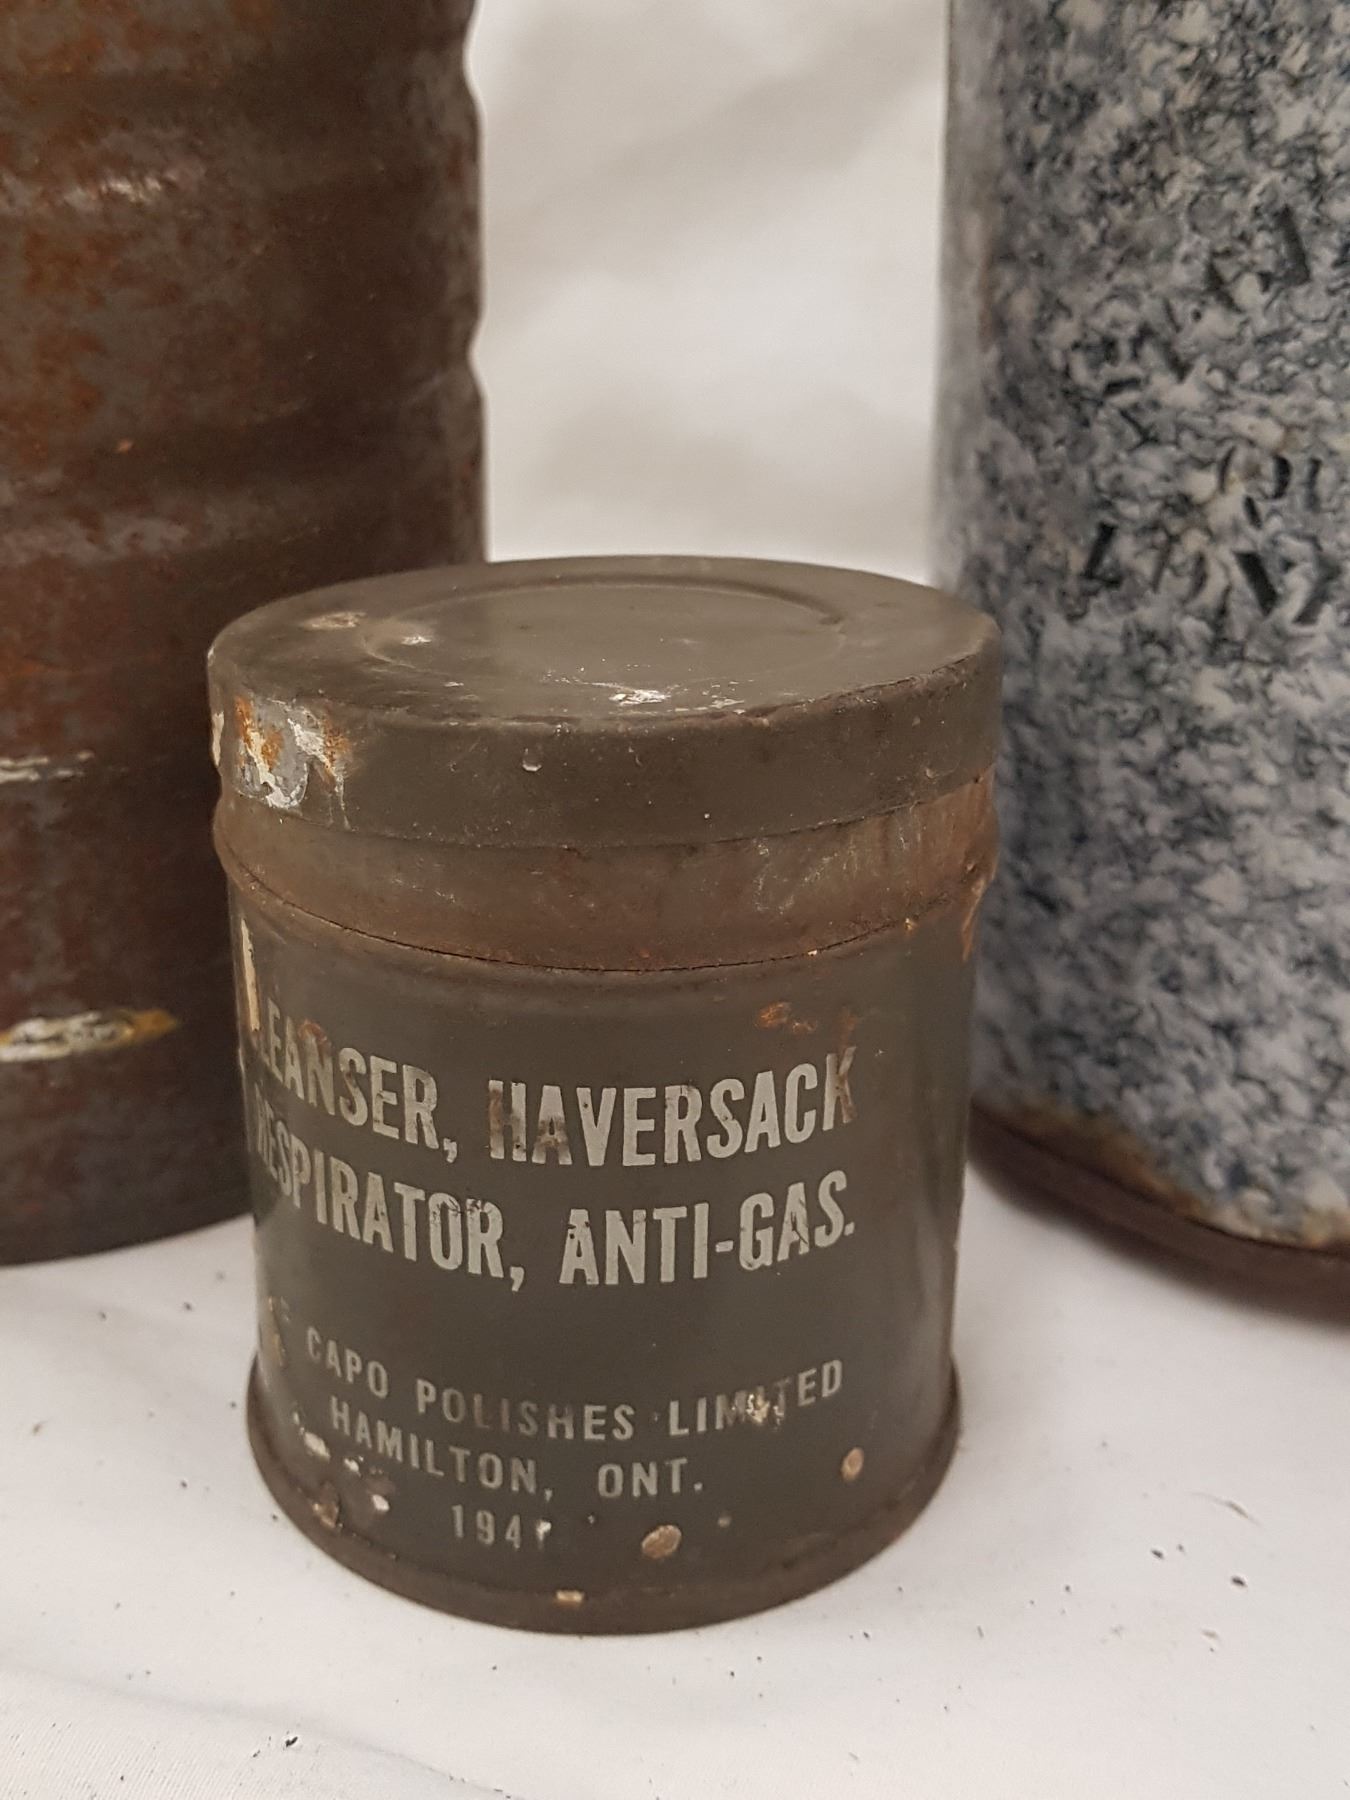 LEANSER, HAVERSACK
RESPIRATOR, ANTI-GAS.
CAPO POLISHES LIMITED
HAMILTON, ONT.